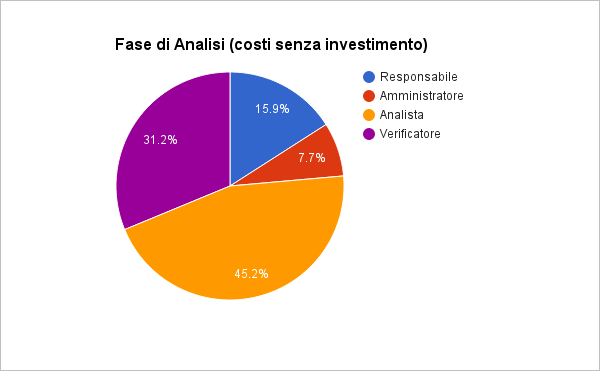 Fase di Analisi (costi senza investimento)
Responsabile
Amministratore
Analista
Verificatore
15.9%
7.7%
45.2%
31.2%